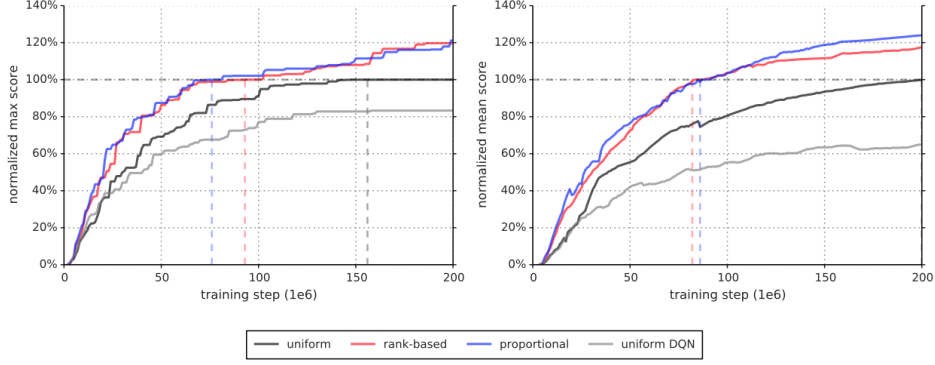 normalized max score
140%
120%
100%
80%
60%
40%
20%
0%
0 50 100 150 200
training step (1e6)
normalized mean score
140%
120%
100%
80%
60%
40%
20%
0%
0 50 100 150 200
training step (1e6)
uniform rank-based proportional uniform DQN